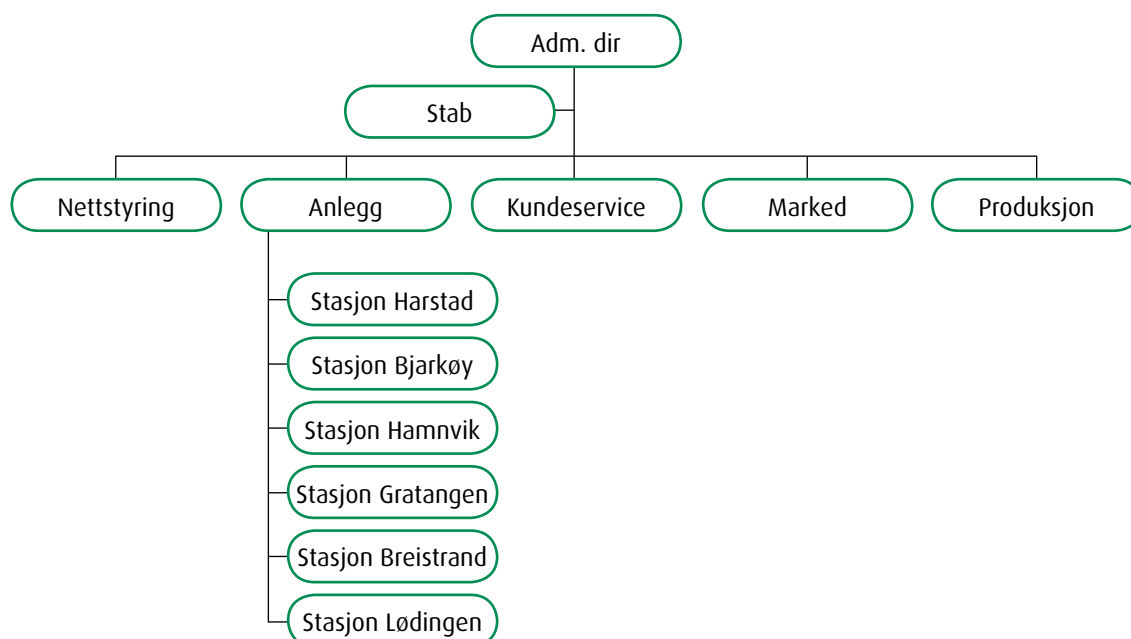 Adm. dir
Stab
Nettstyring
Anlegg
Kundeservice
Marked
Produksjon
Stasjon Harstad
Stasjon Bjarkøy
Stasjon Hamnvik
Stasjon Gratangen
Stasjon Breistrand
Stasjon Lødingen